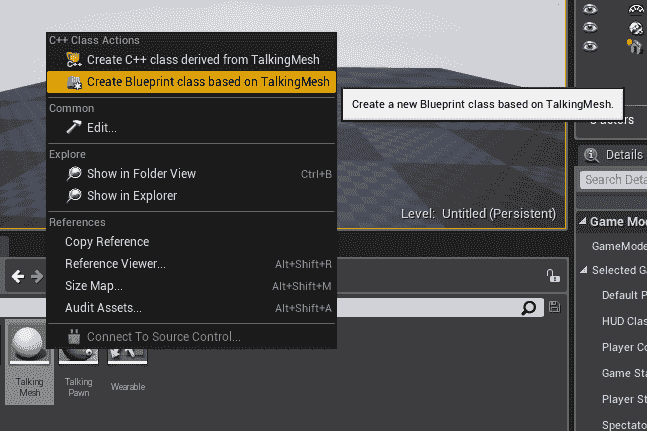 C++ Class Actions
Create C++ class derived from TalkingMesh
Create Blueprint class based on TalkingMesh
Create a new Blueprint class based on TalkingMesh.
Common
Edit...
Explore
Show in Folder View Ctrl+B
Show in Explorer
References
Copy Reference
Reference Viewer... Alt+Shift+R
Size Map... Alt+Shift+M
Audit Assets... Alt+Shift+A
Connect To Source Control...
Level: Untitled (Persistent)
Talking
Mesh
Talking
Pawn
Wearable
actors
Details
Search Deta
Game Mo
GameMode
Selected Ga
Default P
HUD Clas
Player Co
Game Sta
Player St
Spectato